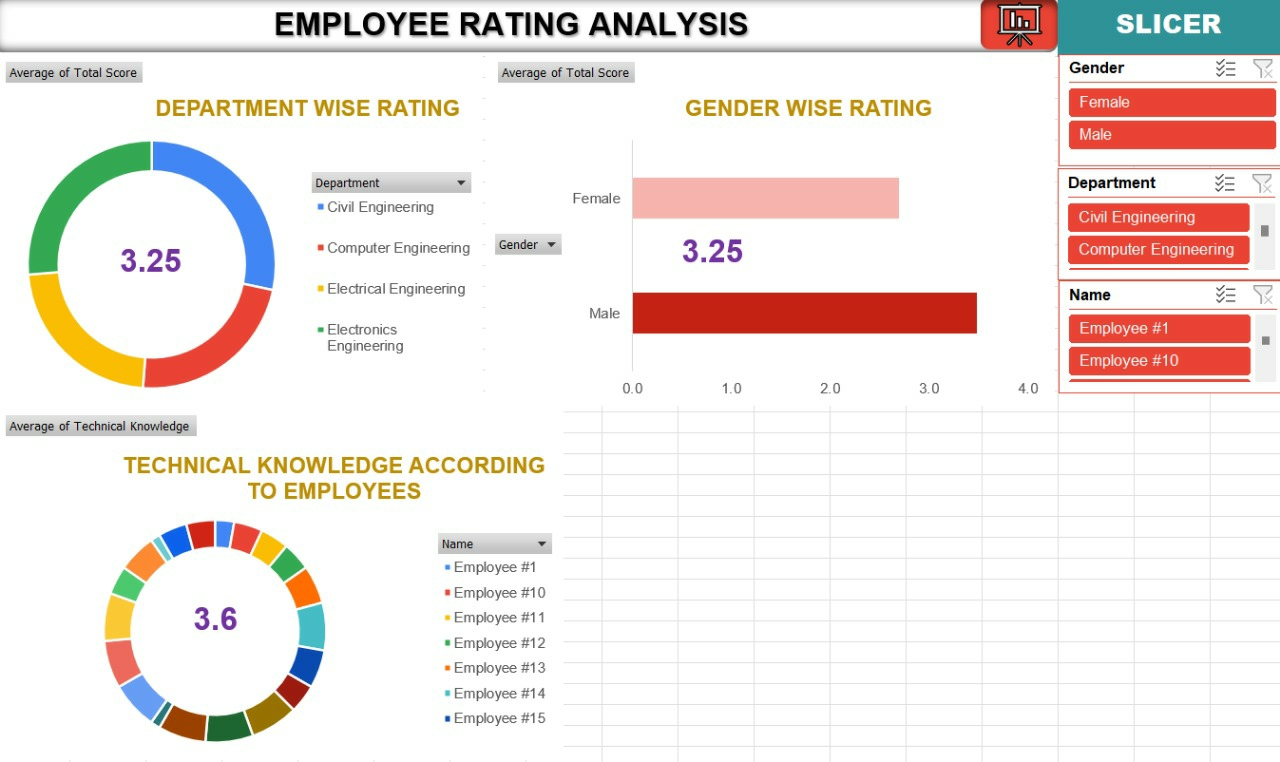 EMPLOYEE RATING ANALYSIS
SLICER
Average of Total Score
DEPARTMENT WISE RATING
3.25
Department
Civil Engineering
Computer Engineering
Electrical Engineering
Electronics
Engineering
Average of Total Score
GENDER WISE RATING
Female
Gender
3.25
Male
0.0 1.0 2.0 3.0 4.0
Gender
Female
Male
Department
Civil Engineering
Computer Engineering
Name
Employee #1
Employee #10
Average of Technical Knowledge
TECHNICAL KNOWLEDGE ACCORDING
TO EMPLOYEES
3.6
Name
Employee #1
Employee #10
Employee #11
Employee #12
Employee #13
Employee #14
Employee #15